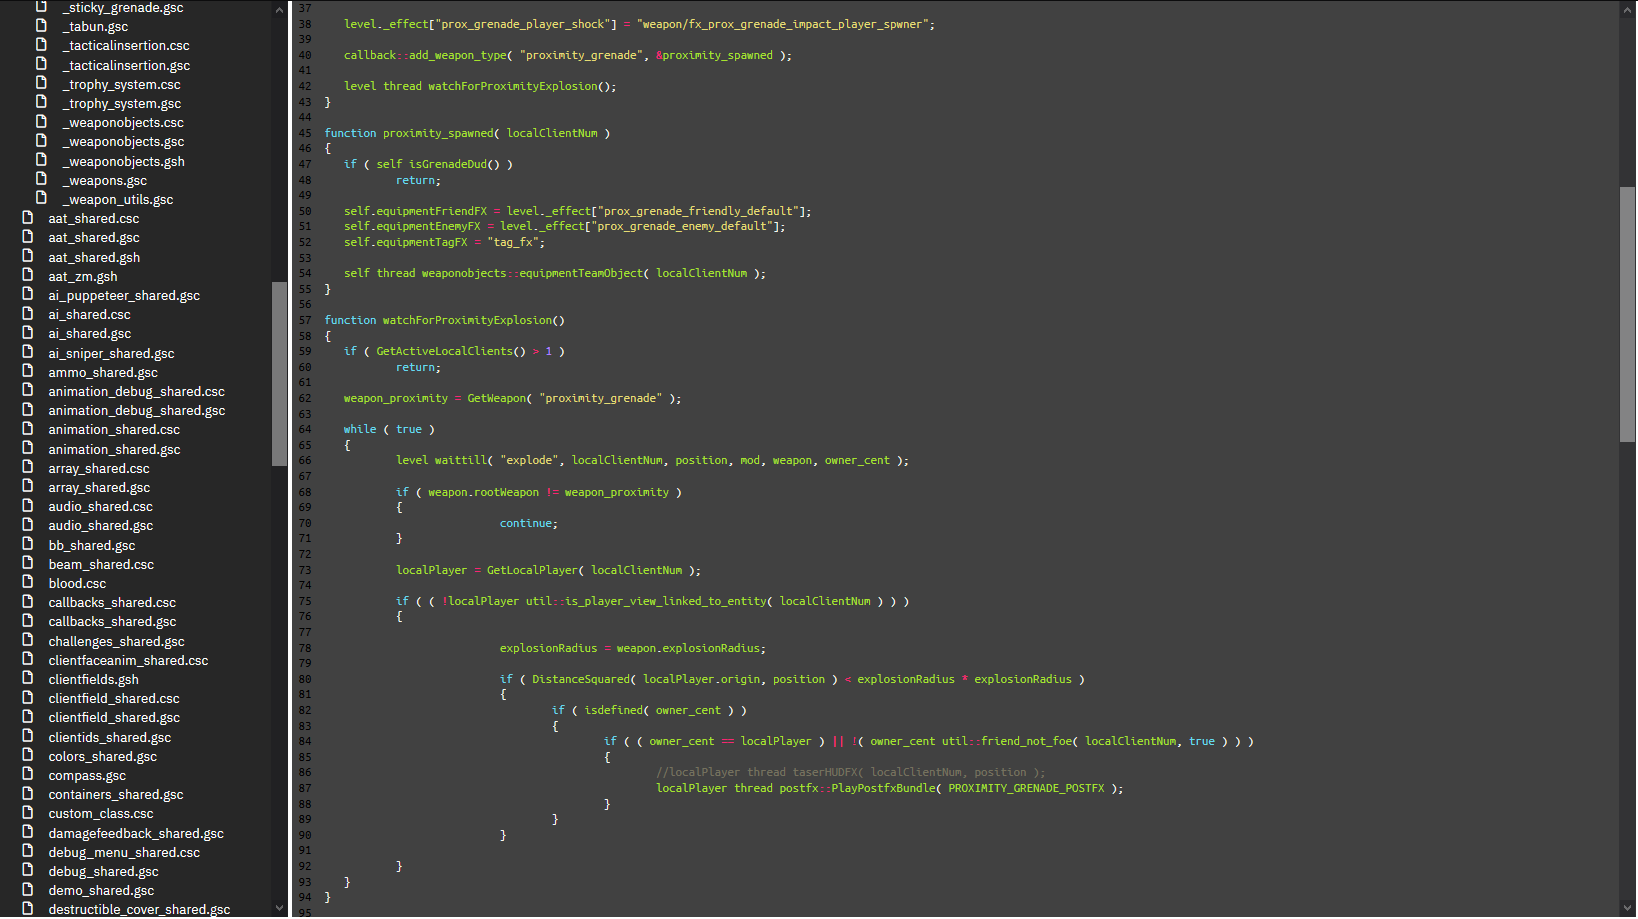 _sticky_grenade.gsc
_tabun.gsc
_tacticalinsertion.csc
_tacticalinsertion.gsc
_trophy_system.csc
_trophy_system.gsc
_weaponobjects.csc
_weaponobjects.gsc
_weaponobjects.gsh
_weapons.gsc
_weapon_utils.gsc
aat_shared.csc
aat_shared.gsc
aat_shared.gsh
aat_zm.gsh
ai_puppeteer_shared.gsc
ai_shared.csc
ai_shared.gsc
ai_sniper_shared.gsc
ammo_shared.gsc
animation_debug_shared.csc
animation_debug_shared.gsc
animation_shared.csc
animation_shared.gsc
array_shared.csc
array_shared.gsc
audio_shared.csc
audio_shared.gsc
bb_shared.gsc
beam_shared.csc
blood.csc
callbacks_shared.csc
callbacks_shared.gsc
challenges_shared.gsc
clientfaceanim_shared.csc
clientfields.gsh
clientfield_shared.csc
clientfield_shared.gsc
clientids_shared.gsc
colors_shared.gsc
compass.gsc
containers_shared.gsc
custom_class.csc
damagefeedback_shared.gsc
debug_menu_shared.csc
debug_shared.gsc
demo_shared.gsc
destructible_cover_shared.gsc
37
38 level._effect["prox_grenade_player_shock"] = "weapon/fx_prox_grenade_impact_player_spwner";
39
40 callback::add_weapon_type( "proximity_grenade", &proximity_spawned );
41
42 level thread watchForProximityExplosion();
43 }
44
45 function proximity_spawned( localClientNum )
46 {
47 if ( self isGrenadeDud() )
48 return;
49
50 self.equipmentFriendFX = level._effect["prox_grenade_friendly_default"];
51 self.equipmentEnemyFX = level._effect["prox_grenade_enemy_default"];
52 self.equipmentTagFX = "tag_fx";
53
54 self thread weaponobjects::equipmentTeamObject( localClientNum );
55 }
56
57 function watchForProximityExplosion()
58 {
59 if ( GetActiveLocalClients() > 1 )
60 return;
61
62 weapon_proximity = GetWeapon( "proximity_grenade" );
63
64 while ( true )
65 {
66 level waittill( "explode", localClientNum, position, mod, weapon, owner_cent );
67
68 if ( weapon.rootWeapon != weapon_proximity )
69 {
70 continue;
71 }
72
73 localPlayer = GetLocalPlayer( localClientNum );
74
75 if ( ( !localPlayer util::is_player_view_linked_to_entity( localClientNum ) ) )
76 {
77
78 explosionRadius = weapon.explosionRadius;
79
80 if ( DistanceSquared( localPlayer.origin, position ) < explosionRadius * explosionRadius )
81 {
82 if ( isdefined( owner_cent ) )
83 {
84 if ( ( owner_cent == localPlayer ) || !( owner_cent util::friend_not_foe( localClientNum, true ) ) )
85 {
86 //localPlayer thread taserHUDFX( localClientNum, position );
87 localPlayer thread postfx::PlayPostfxBundle( PROXIMITY_GRENADE_POSTFX );
88 }
89 }
90 }
91
92 }
93 }
94 }
95